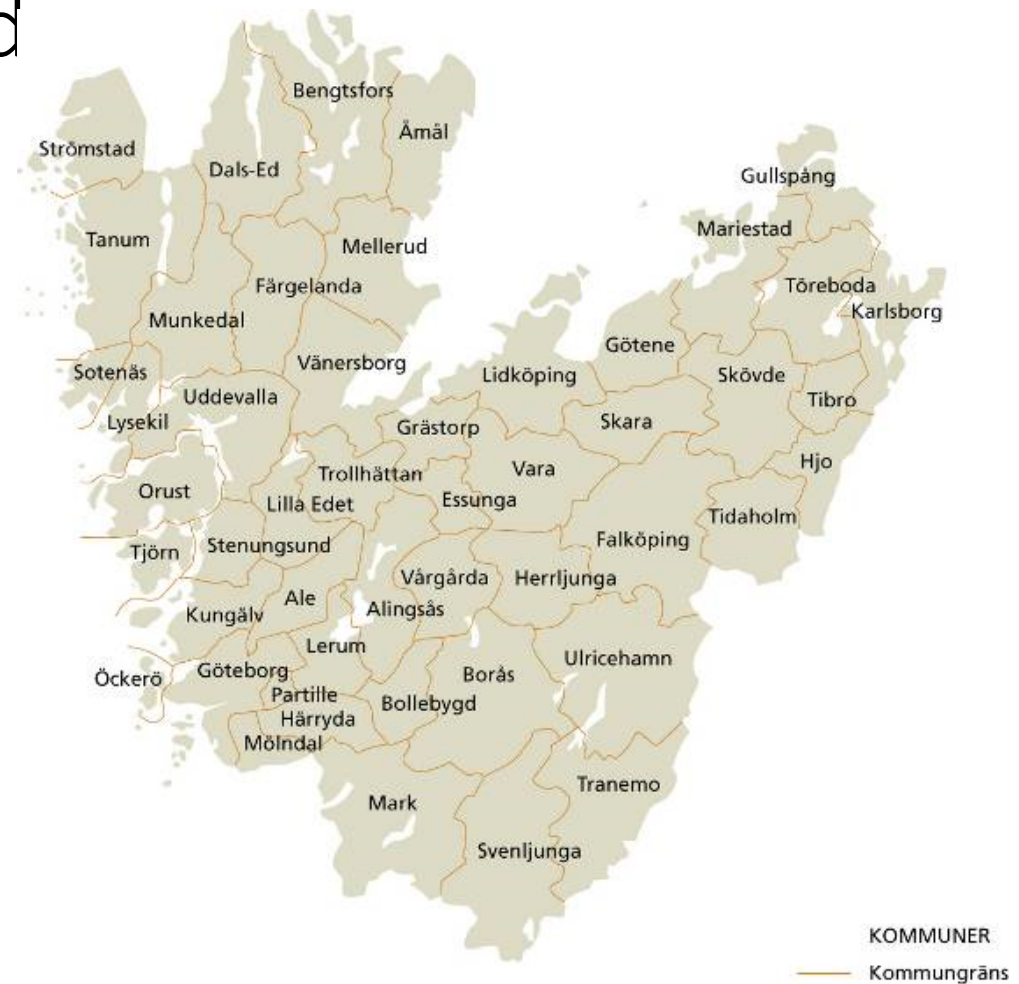 d
Bengtsfors
Åmål
Strömstad
Dals-Ed
Gullspång
Mariestad
Tanum
Mellerud
Färgelanda
Töreboda
Karlsborg
Munkedal
Götene
Vänersborg
Sotenäs
Lidköping
Skövde
Uddevalla
Tibro
Lysekil
Grästorp
Skara
Hjo
Vara
Trollhättan
Orust
Lilla Edet
Essunga
Tidaholm
Falköping
Stenungsund
Tjörn
Vårgårda
Herrljunga
Ale
Alingsås
Kungälv
Lerum
Ulricehamn
Göteborg
Borås
Öckerö
Partille
Bollebygd
Härryda
Mölndal
Tranemo
Mark
Svenljunga
KOMMUNER
Kommungräns